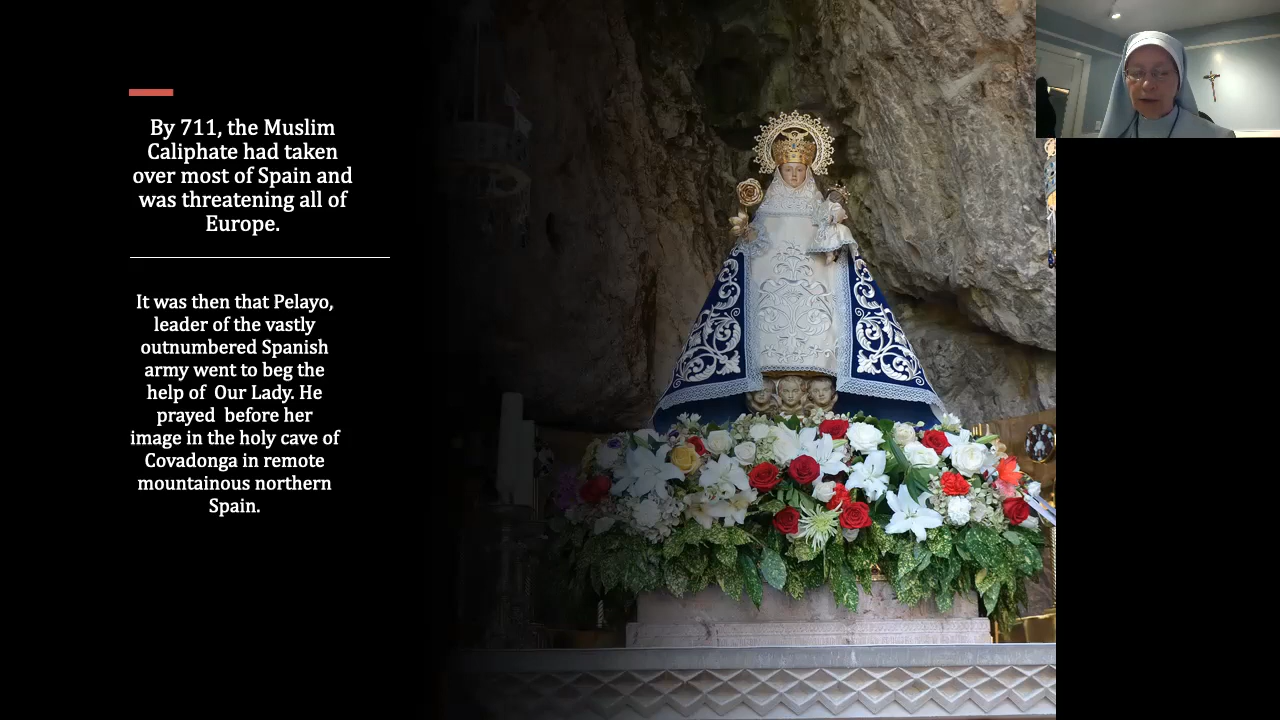 By 711, the Muslim
Caliphate had taken
over most of Spain and
was threatening all of
Europe.
It was then that Pelayo,
leader of the vastly
outnumbered Spanish
army went to beg the
help of  Our Lady. He
prayed  before her
image in the holy cave of
Covadonga in remote
mountainous northern
Spain.